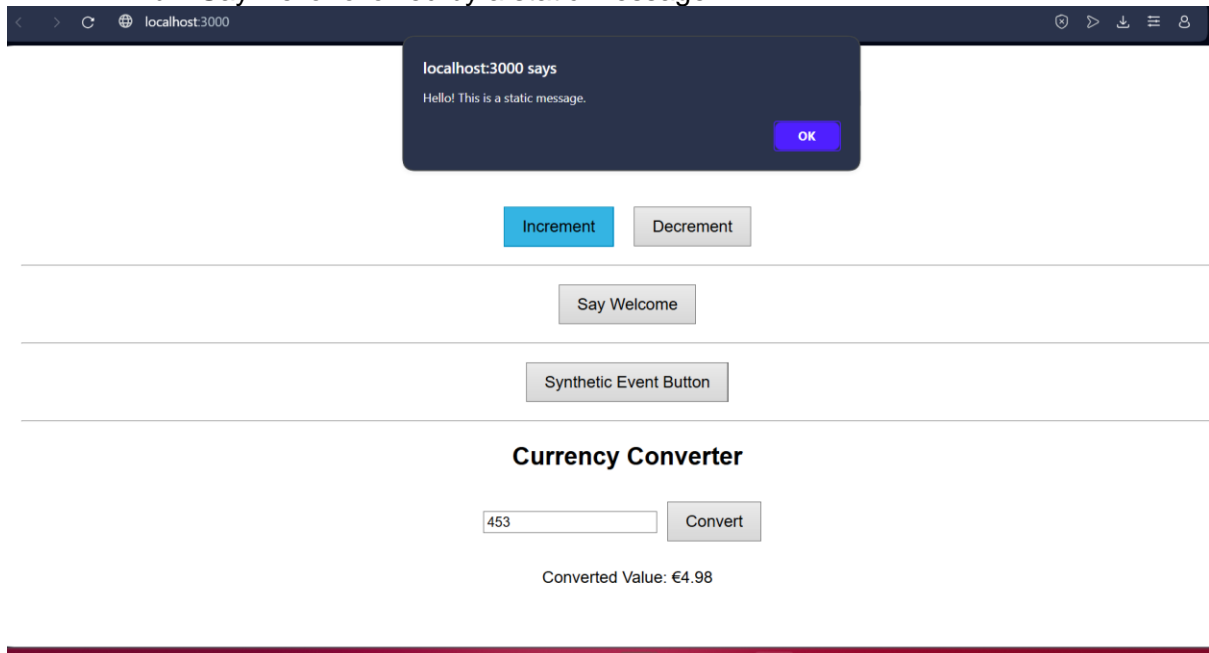 localhost:3000
localhost:3000 says
Hello! This is a static message.
OK
Increment Decrement
Say Welcome
Synthetic Event Button
Currency Converter
453 Convert
Converted Value: €4.98